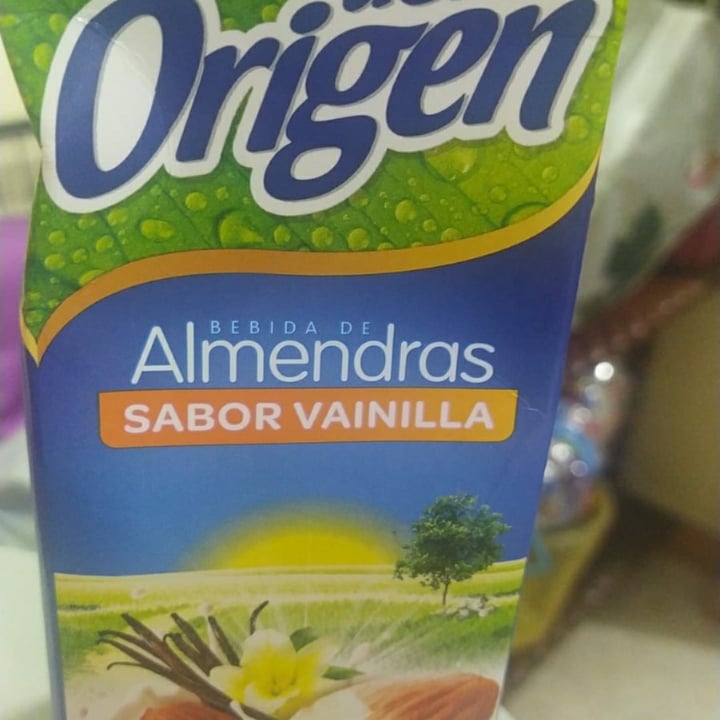 Origen
BEBIDA DE
Almendras
SABOR VAINILLA